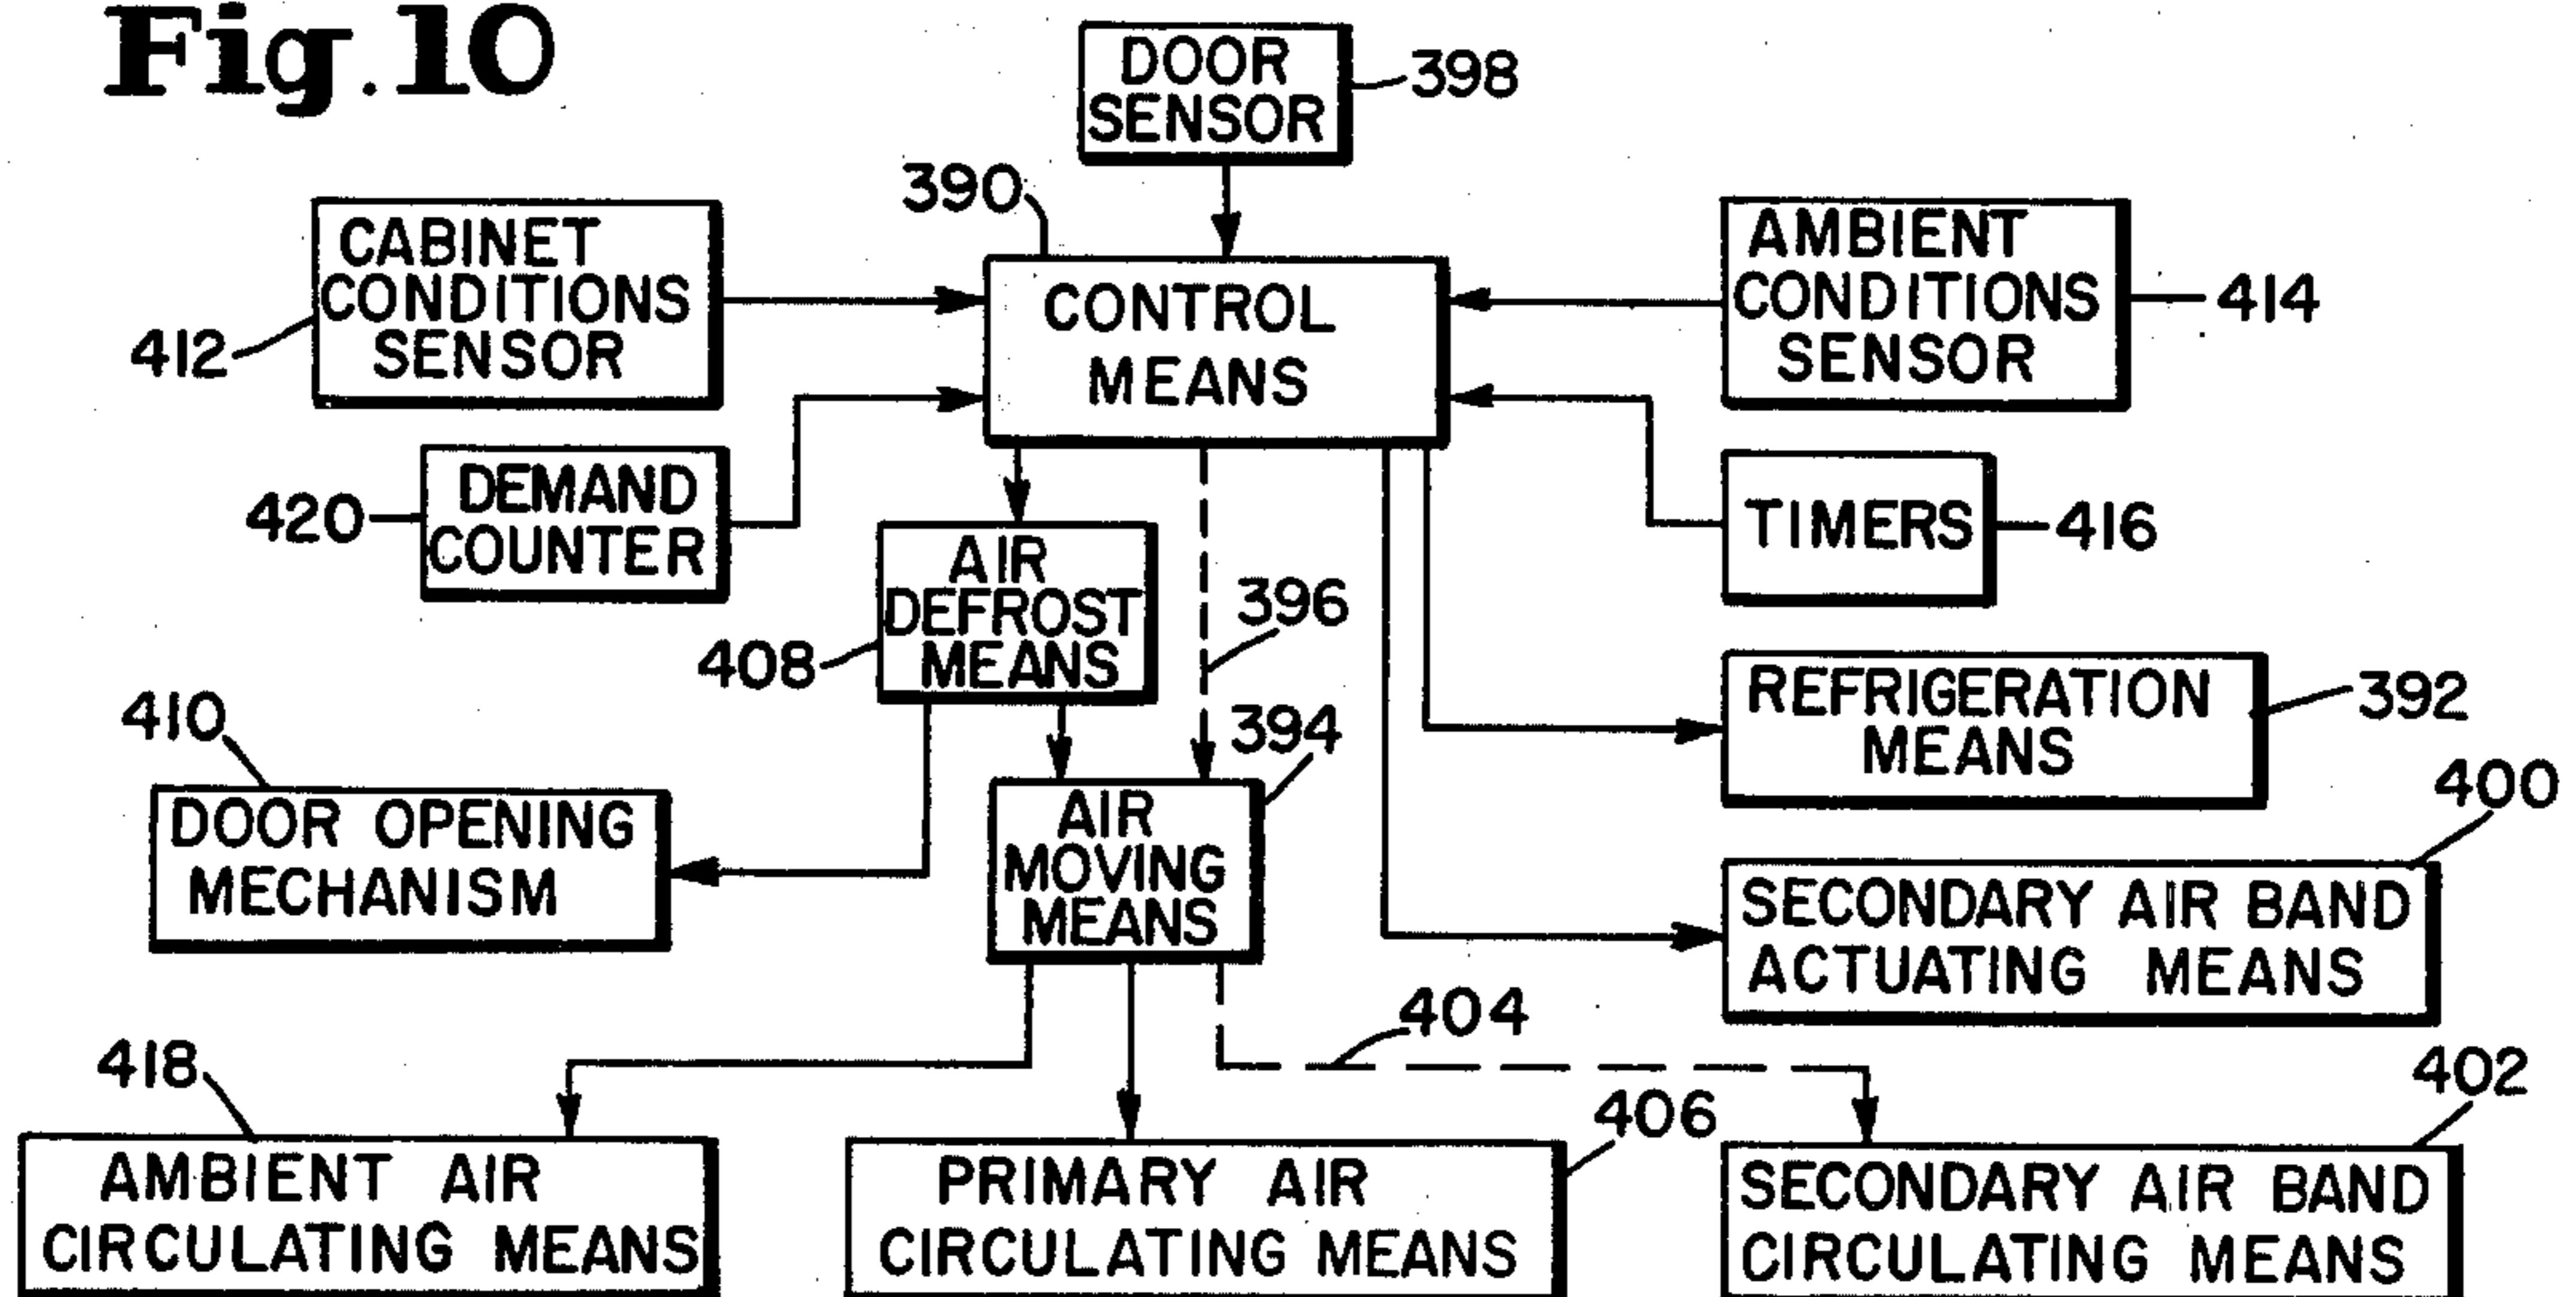 Fig. 10
DOOR
SENSOR
398
390
CABINET
CONDITIONS
SENSOR
412
CONTROL
MEANS
AMBIENT
CONDITIONS
SENSOR
414
420
DEMAND
COUNTER
TIMERS
416
AIR
DEFROST
MEANS
408
396
REFRIGERATION
MEANS
392
410
DOOR OPENING
MECHANISM
394
AIR
MOVING
MEANS
400
SECONDARY AIR BAND
ACTUATING MEANS
404
418
AMBIENT AIR
CIRCULATING MEANS
406
PRIMARY AIR
CIRCULATING MEANS
402
SECONDARY AIR BAND
CIRCULATING MEANS